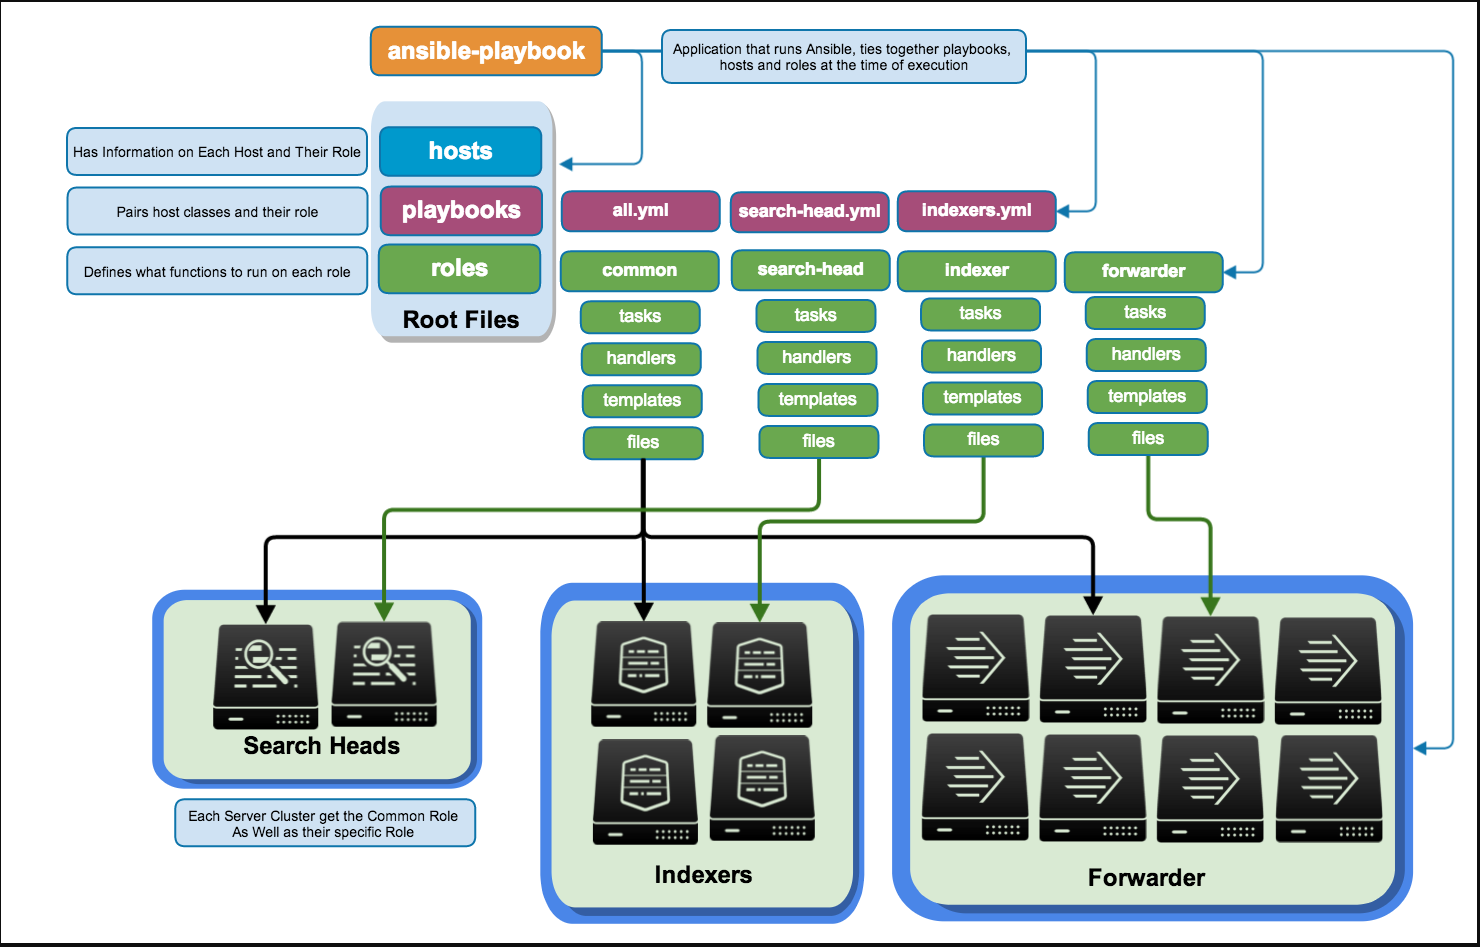 ansible-playbook
Application that runs Ansible, ties together playbooks,
hosts and roles at the time of execution
Has Information on Each Host and Their Role
hosts
Pairs host classes and their role
playbooks
all.yml
search-head.yml
indexers.yml
Defines what functions to run on each role
roles
common
search-head
indexer
forwarder
Root Files
tasks
tasks
tasks
tasks
handlers
handlers
handlers
handlers
templates
templates
templates
templates
files
files
files
files
Search Heads
Each Server Cluster get the Common Role
As Well as their specific Role
Indexers
Forwarder